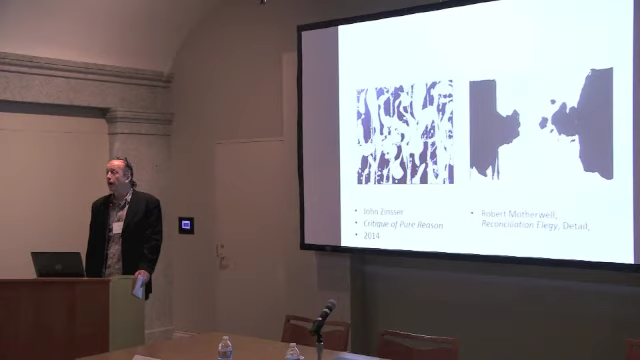 • John Zinsser
• Critique of Pure Reason
• 2014
• Robert Motherwell,
Reconciliation Elegy, Detail,